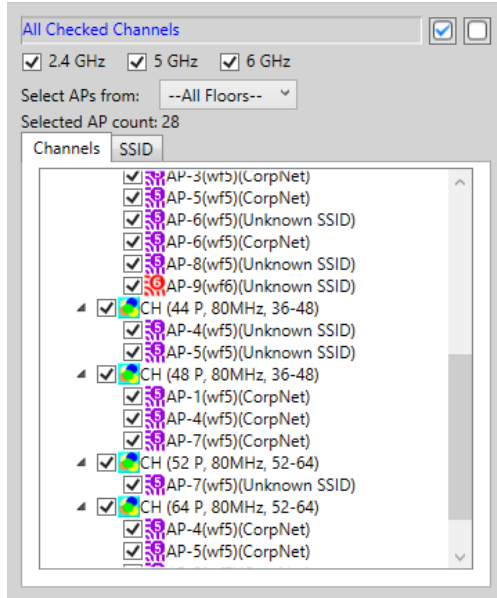 All Checked Channels
2.4 GHz 5 GHz 6 GHz
Select APs from: --All Floors--
Selected AP count: 28
Channels SSID
AP-3(wf5)(CorpNet)
AP-5(wf5)(CorpNet)
AP-6(wf5)(Unknown SSID)
AP-6(wf5)(CorpNet)
AP-8(wf5)(Unknown SSID)
AP-9(wf6)(Unknown SSID)
CH (44 P, 80MHz, 36-48)
AP-4(wf5)(Unknown SSID)
AP-5(wf5)(Unknown SSID)
CH (48 P, 80MHz, 36-48)
AP-1(wf5)(CorpNet)
AP-4(wf5)(CorpNet)
AP-7(wf5)(CorpNet)
CH (52 P, 80MHz, 52-64)
AP-7(wf5)(Unknown SSID)
CH (64 P, 80MHz, 52-64)
AP-4(wf5)(CorpNet)
AP-5(wf5)(CorpNet)